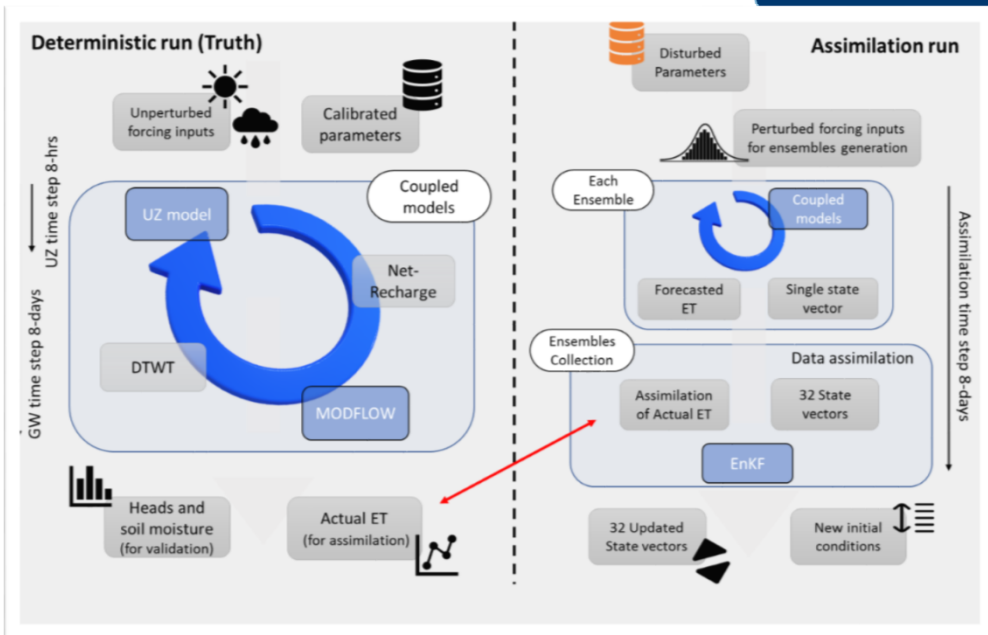 Deterministic run (Truth)
Unperturbed
forcing inputs
Calibrated
parameters
UZ time step 8-hrs
GW time step 8-days
Coupled
models
UZ model
Net-
Recharge
DTWT
MODFLOW
Heads and
soil moisture
(for validation)
Actual ET
(for assimilation)
Assimilation run
Disturbed
Parameters
Perturbed forcing inputs
for ensembles generation
Each
Ensemble
Coupled
models
Forecasted
ET
Single state
vector
Assimilation time step 8-days
Ensembles
Collection
Data assimilation
Assimilation
of Actual ET
32 State
vectors
EnKF
32 Updated
State vectors
New initial
conditions